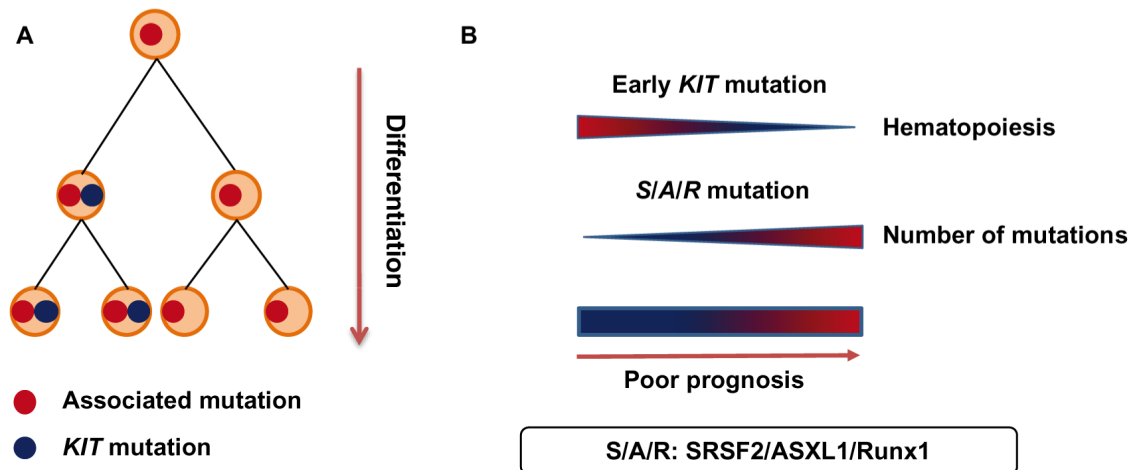 A
Differentiation
Associated mutation
KIT mutation
B
Early KIT mutation
Hematopoiesis
S/A/R mutation
Number of mutations
Poor prognosis
S/A/R: SRSF2/ASXL1/Runx1